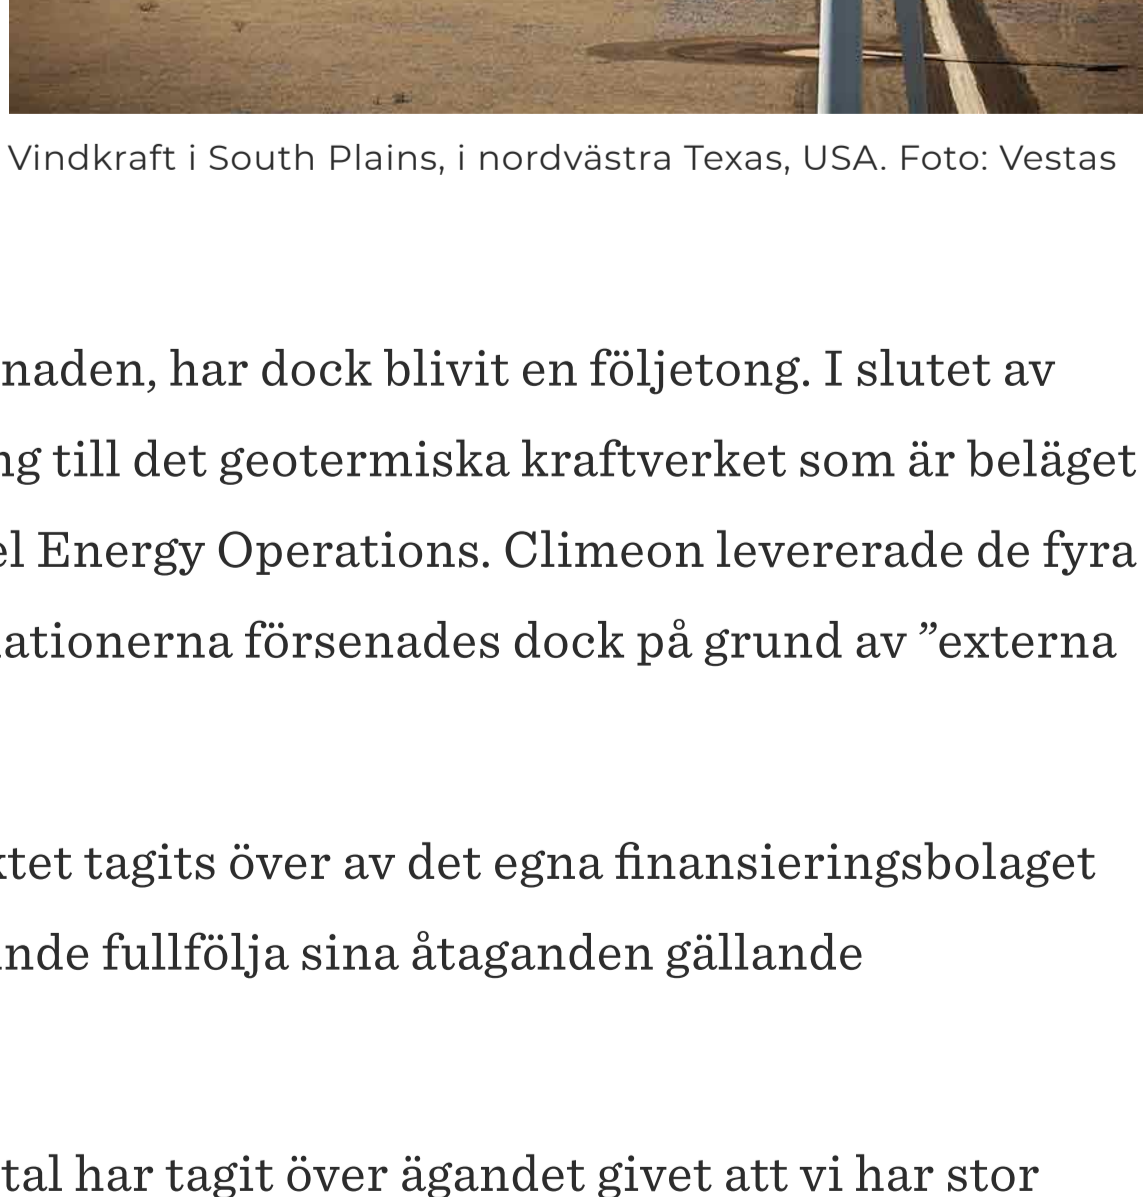 Vindkraft i South Plains, i nordvästra Texas, USA. Foto: Vestas
naden, har dock blivit en följetong. I slutet av
ng till det geotermiska kraftverket som är beläget
el Energy Operations. Climeon levererade de fyra
ationerna försenades dock på grund av ”externa
ktet tagits över av det egna finansieringsbolaget
nde fullfölja sina åtaganden gällande
tal har tagit över ägandet givet att vi har stor